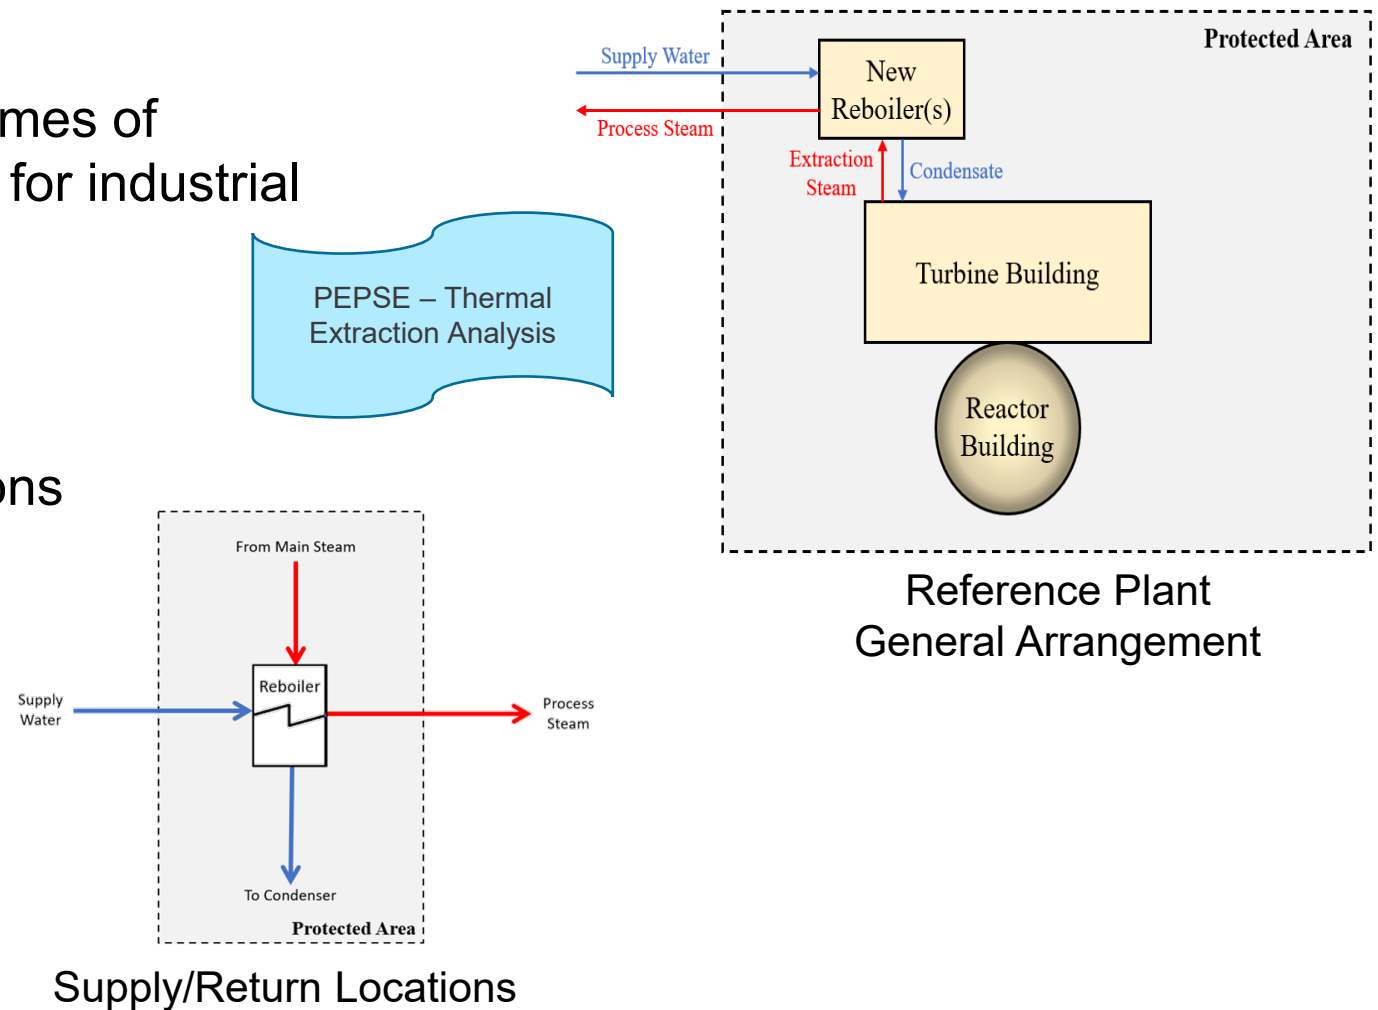 mes of
for industrial
PEPSE – Thermal
Extraction Analysis
ons
Protected Area
Supply Water
New
Reboiler(s)
Process Steam
Extraction
Steam
Condensate
Turbine Building
Reactor
Building
Reference Plant
General Arrangement
From Main Steam
Reboiler
Supply
Water
Process
Steam
To Condenser
Protected Area
Supply/Return Locations